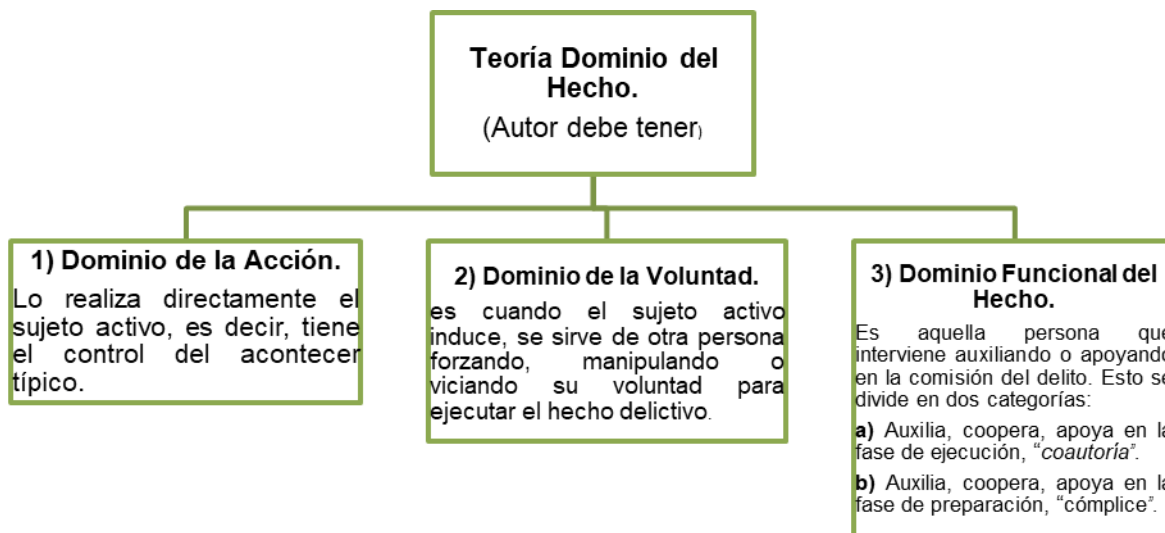 Teoría Dominio del
Hecho.
(Autor debe tener)
1) Dominio de la Acción.
Lo realiza directamente el
sujeto activo, es decir, tiene
el control del acontecer
típico.
2) Dominio de la Voluntad.
es cuando el sujeto activo
induce, se sirve de otra persona
forzando, manipulando o
viciando su voluntad para
ejecutar el hecho delictivo.
3) Dominio Funcional del
Hecho.
Es aquella persona que
interviene auxiliando o apoyando
en la comisión del delito. Esto se
divide en dos categorías:
a) Auxilia, coopera, apoya en la
fase de ejecución, “coautoría”.
b) Auxilia, coopera, apoya en la
fase de preparación, “cómplice”.